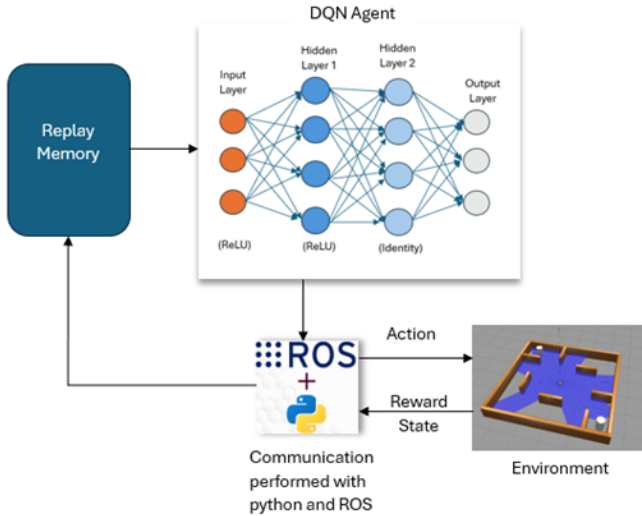 DQN Agent
Input
Layer
Hidden
Layer 1
Hidden
Layer 2
Output
Layer
(ReLU)
(ReLU)
(Identity)
Replay
Memory
ROS
+
Action
Reward
State
Communication
performed with
python and ROS
Environment